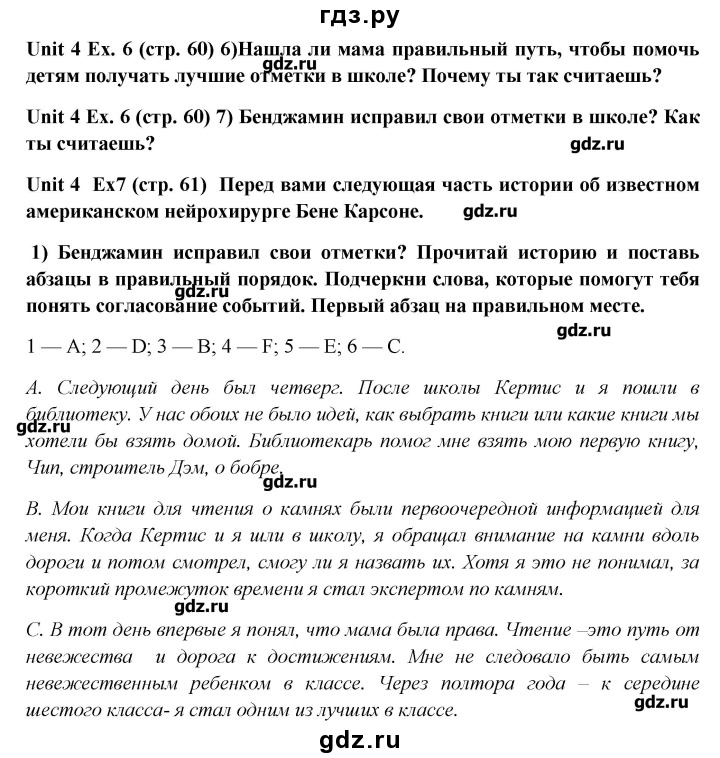 гдз.ру
Unit 4 Ex. 6 (стр. 60) 6)Нашла ли мама правильный путь, чтобы помочь
детям получать лучшие отметки в школе? Почему ты так считаешь?
gdz.ru
Unit 4 Ex. 6 (стр. 60) 7) Бенджамин исправил свои отметки в школе? Как
ты считаешь?
gdz.ru
Unit 4 Ex7 (стр. 61) Перед вами следующая часть истории об известном
американском нейрохирурге Бене Карсоне.
gdz.ru
1) Бенджамин исправил свои отметки? Прочитай историю и поставь
абзацы в правильный порядок. Подчеркни слова, которые помогут тебя
gdz.ru
понять согласование событий. Первый абзац на правильном месте.
gdz.ru
1 — A; 2 — D; 3 — B; 4 — F; 5 — E; 6 — C.
A. Следующий день был четверг. После школы Кертис и я пошли в
библиотеку. У нас обоих не было идей, как выбрать книги или какие книги мы
gdz.ru
хотели бы взять домой. Библиотекарь помог мне взять мою первую книгу,
Чип, строитель Дэм, о бобре.
gdz.ru
B. Мои книги для чтения о камнях были первоочередной информацией для
меня. Когда Кертис и я шли в школу, я обращал внимание на камни вдоль
дороги и потом смотрел, смогу ли я назвать их. Хотя я это не понимал, за
короткий промежуток времени я стал экспертом по камням.
gdz.ru
C. В тот день впервые я понял, что мама была права. Чтение –это путь от
невежества и дорога к достижениям. Мне не следовало быть самым
невежественным ребенком в классе. Через полтора года – к середине
шестого класса- я стал одним из лучших в классе.
gdz.ru
gdz.ru